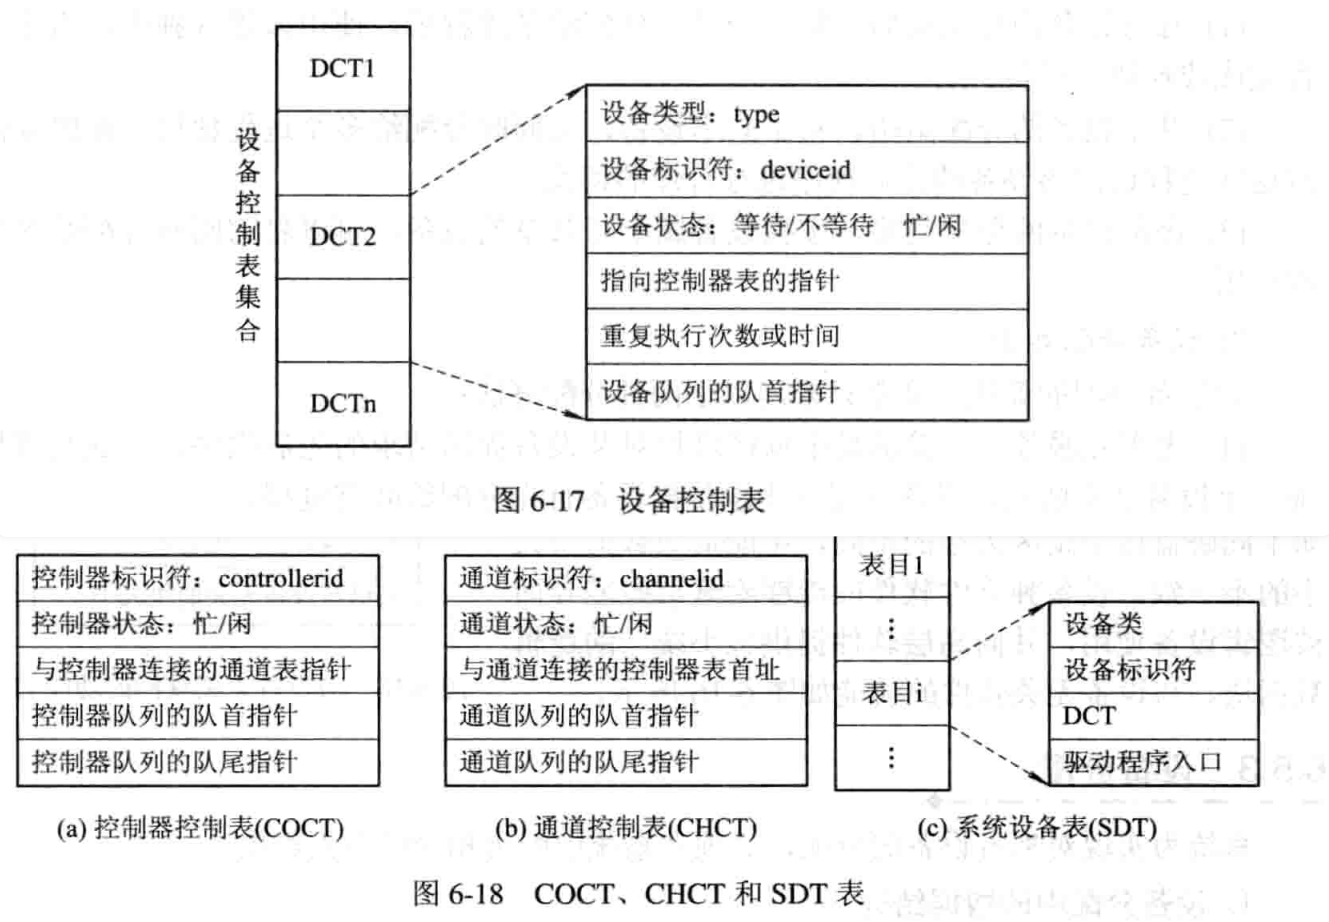 设备控制表集合
DCT1
DCT2
DCTn
设备类型：type
设备标识符：deviceid
设备状态：等待/不等待 忙/闲
指向控制器表的指针
重复执行次数或时间
设备队列的队首指针
图 6-17 设备控制表
控制器标识符：controllerid
控制器状态：忙/闲
与控制器连接的通道表指针
控制器队列的队首指针
控制器队列的队尾指针
(a) 控制器控制表(COCT)
通道标识符：channelid
通道状态：忙/闲
与通道连接的控制器表首址
通道队列的队首指针
通道队列的队尾指针
(b) 通道控制表(CHCT)
表目1
⋮
表目i
⋮
设备类
设备标识符
DCT
驱动程序入口
(c) 系统设备表(SDT)
图 6-18 COCT、CHCT 和 SDT 表